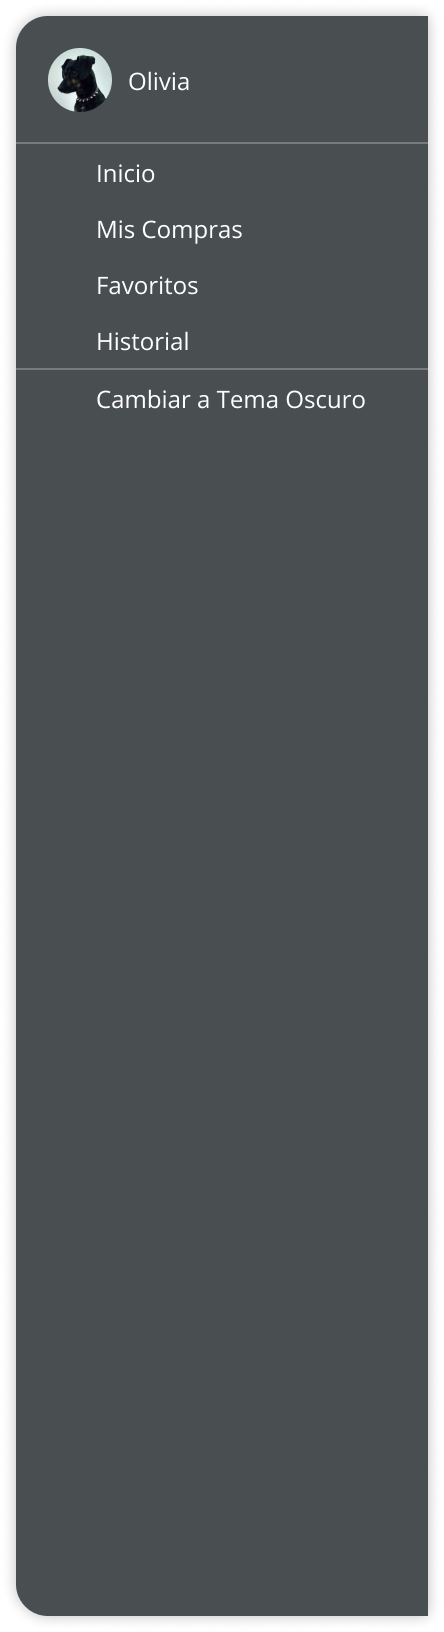 Olivia
Inicio
Mis Compras
Favoritos
Historial
Cambiar a Tema Oscuro